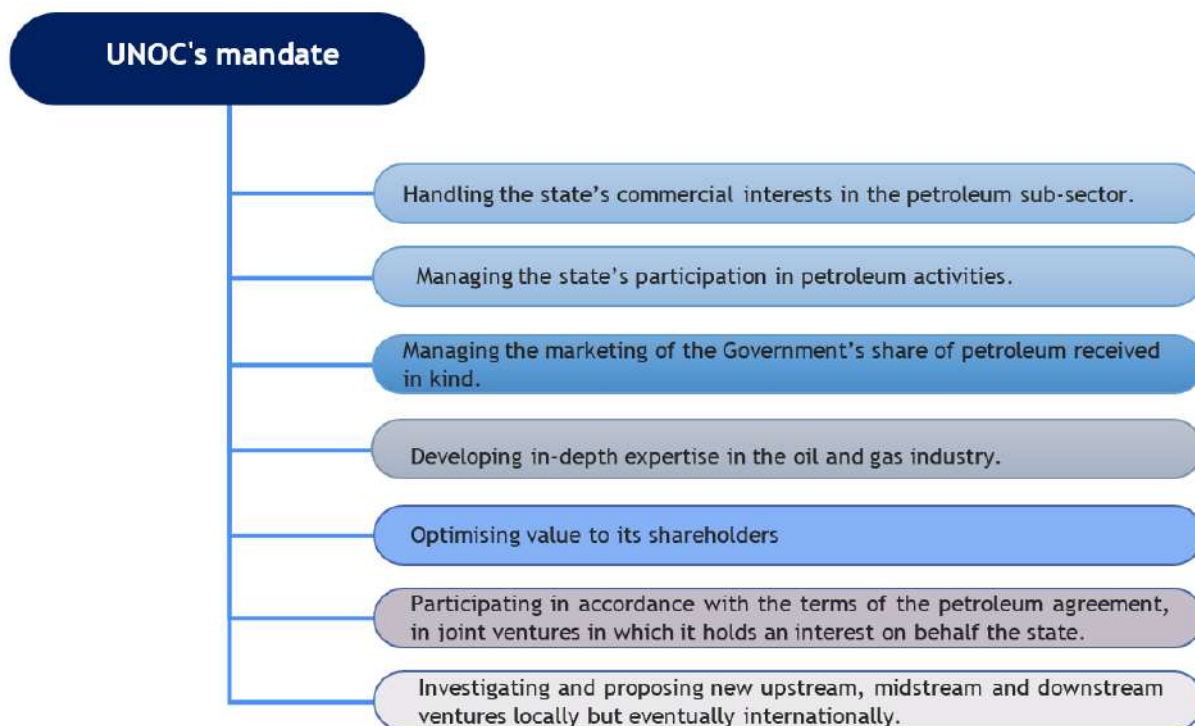 UNOC's mandate
Handling the state’s commercial interests in the petroleum sub-sector.
Managing the state’s participation in petroleum activities.
Managing the marketing of the Government’s share of petroleum received
in kind.
Developing in-depth expertise in the oil and gas industry.
Optimising value to its shareholders
Participating in accordance with the terms of the petroleum agreement,
in joint ventures in which it holds an interest on behalf the state.
Investigating and proposing new upstream, midstream and downstream
ventures locally but eventually internationally.